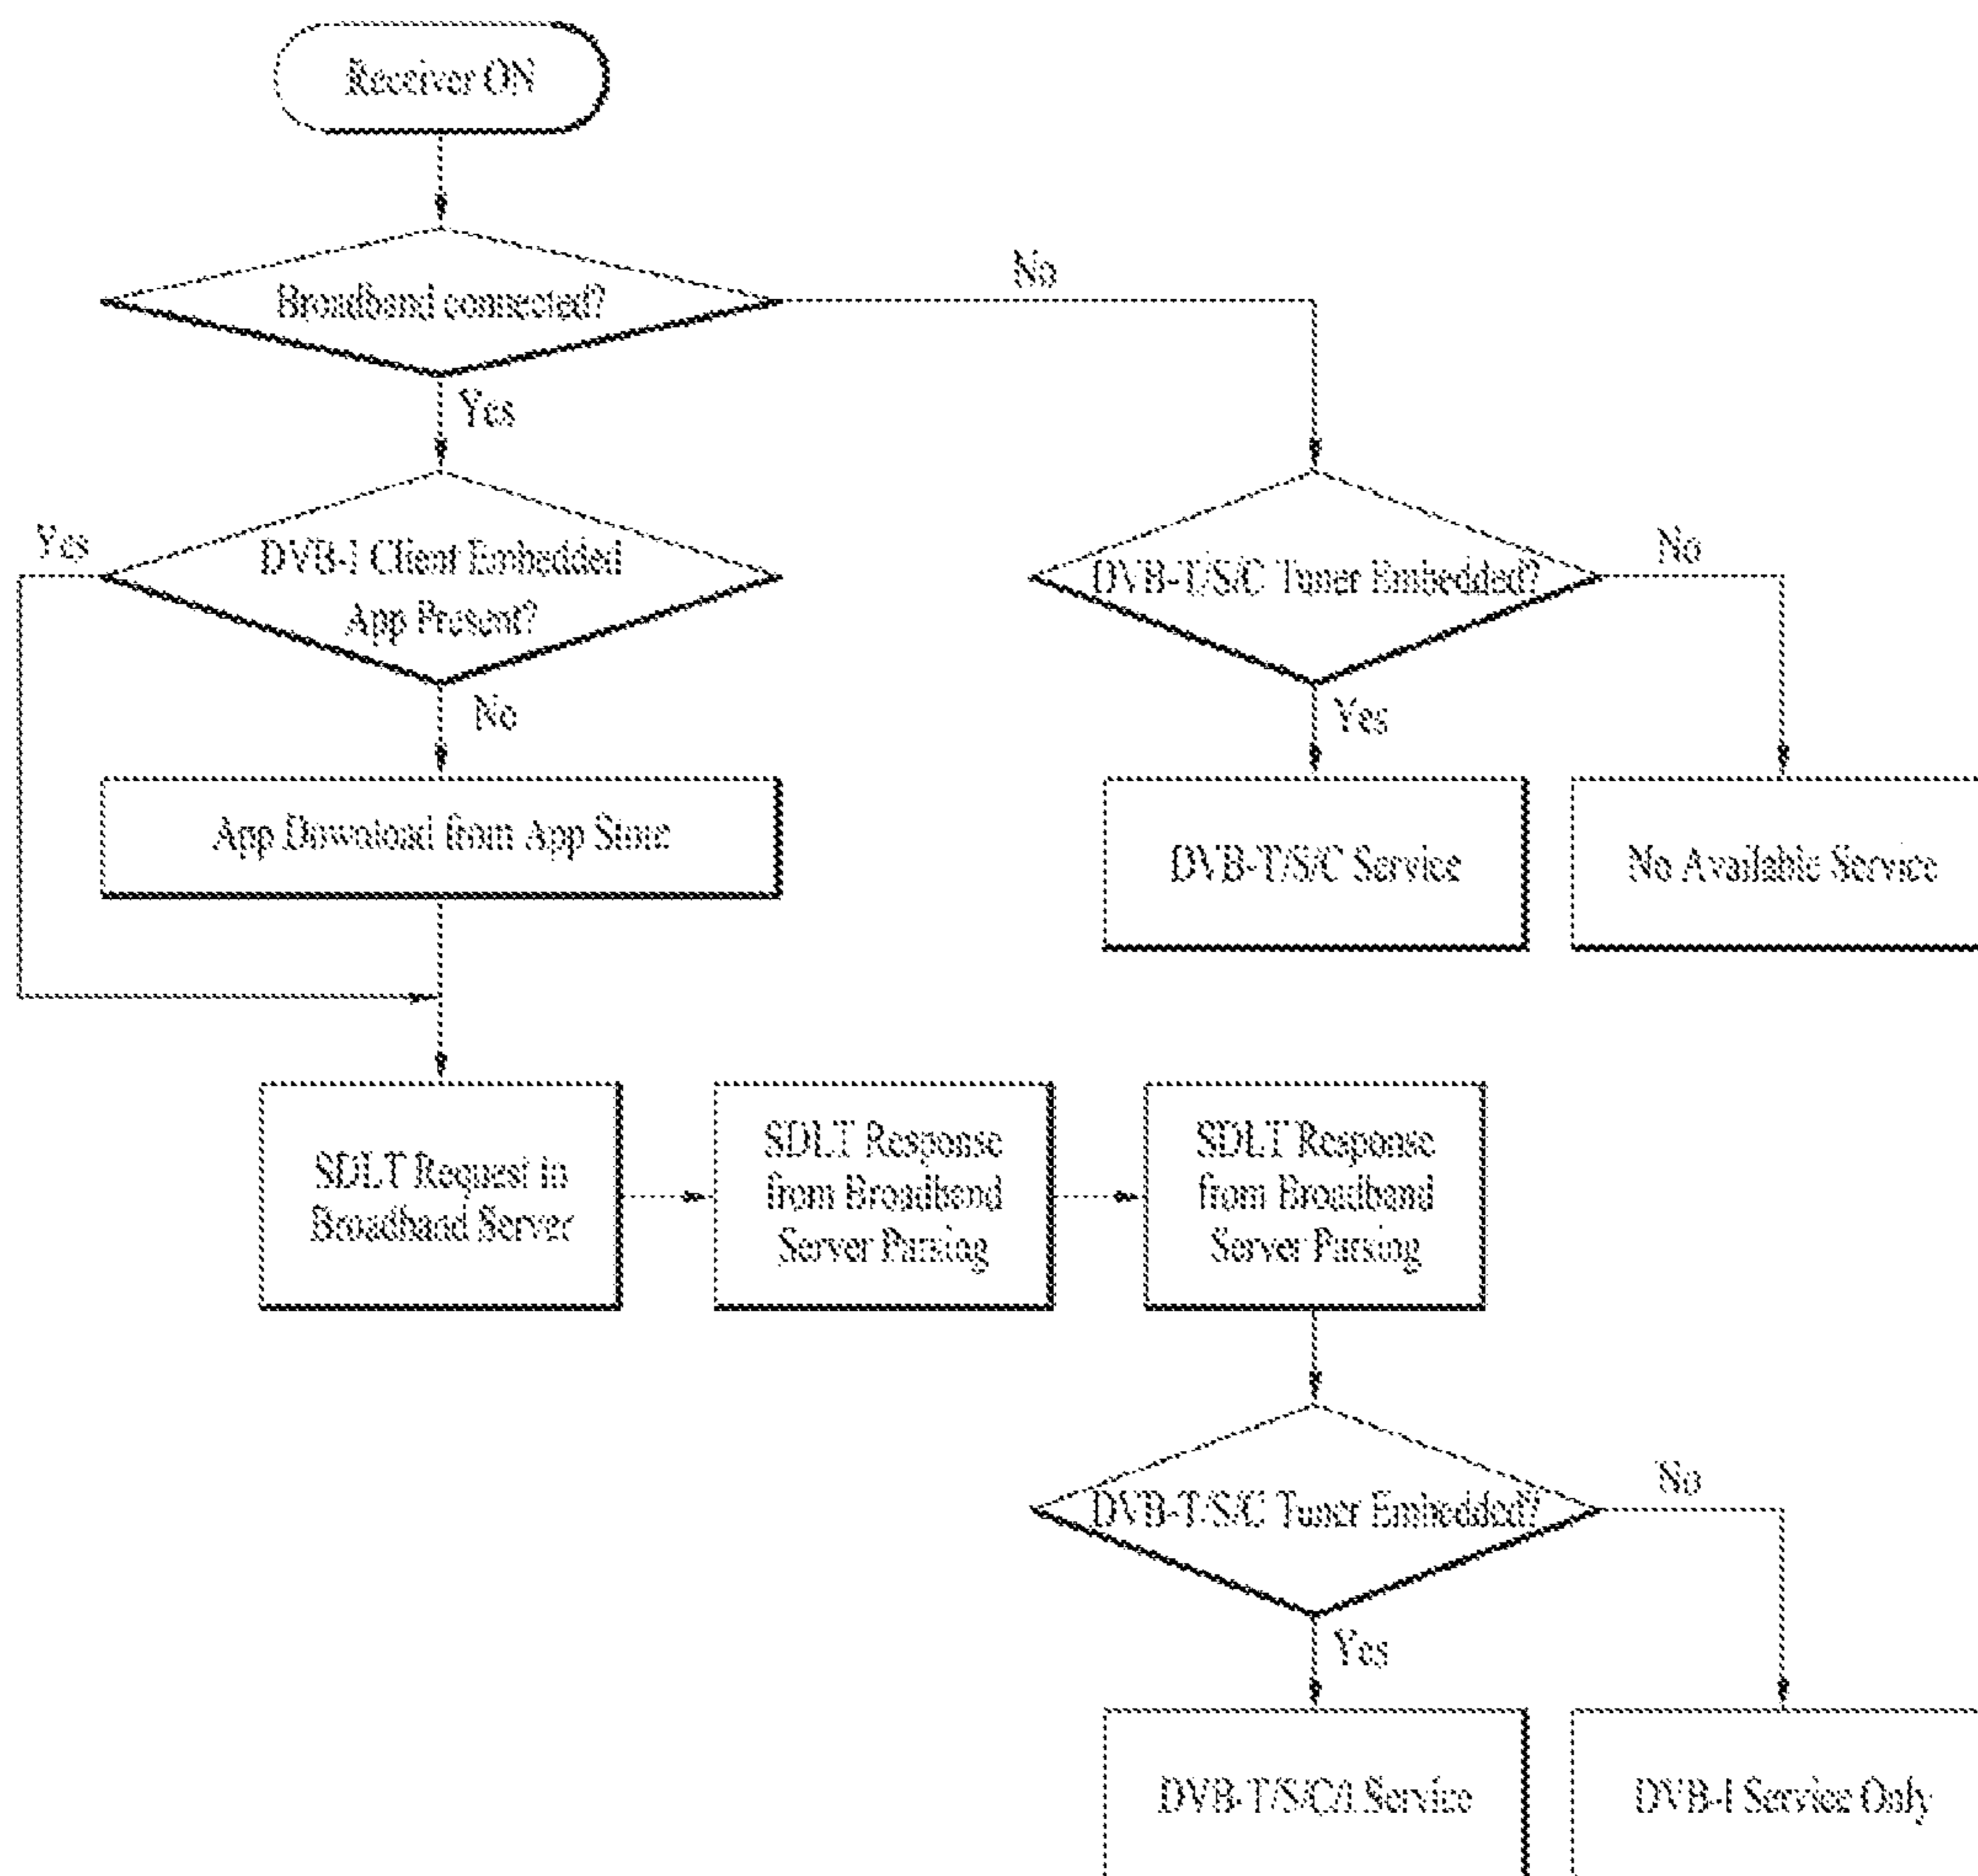 Receiver ON
Broadband connected?
No
Yes
Yes
DVB-I Client Embedded
App Present?
DVB-T/S/C Tuner Embedded?
No
No
Yes
App Download from App Store
DVB-T/S/C Service
No Available Service
SDLT Request to
Broadband Server
SDLT Response
from Broadband
Server Parsing
SDLT Response
from Broadband
Server Parsing
DVB-T/S/C Tuner Embedded?
No
Yes
DVB-T/S/C/I Service
DVB-I Service Only